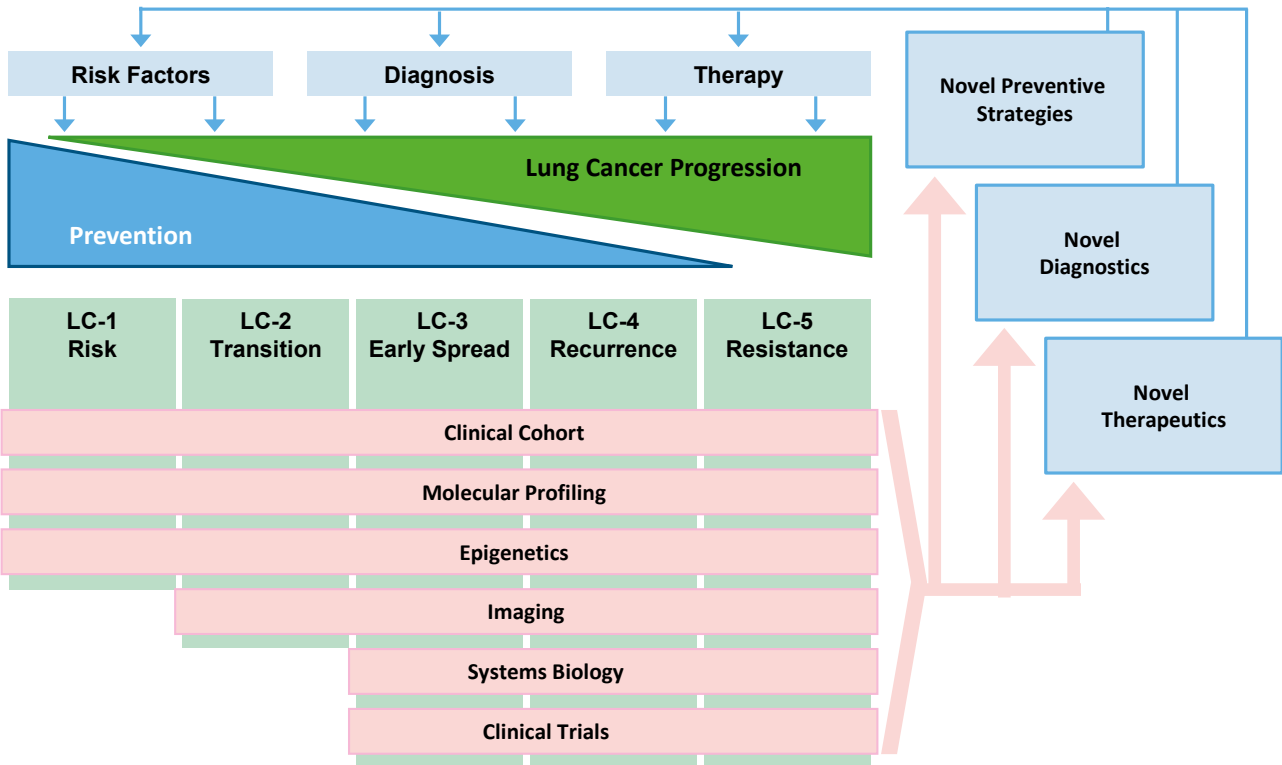 Risk Factors
Diagnosis
Therapy
Novel Preventive
Strategies
Lung Cancer Progression
Prevention
Novel
Diagnostics
LC-1
Risk
LC-2
Transition
LC-3
Early Spread
LC-4
Recurrence
LC-5
Resistance
Novel
Therapeutics
Clinical Cohort
Molecular Profiling
Epigenetics
Imaging
Systems Biology
Clinical Trials